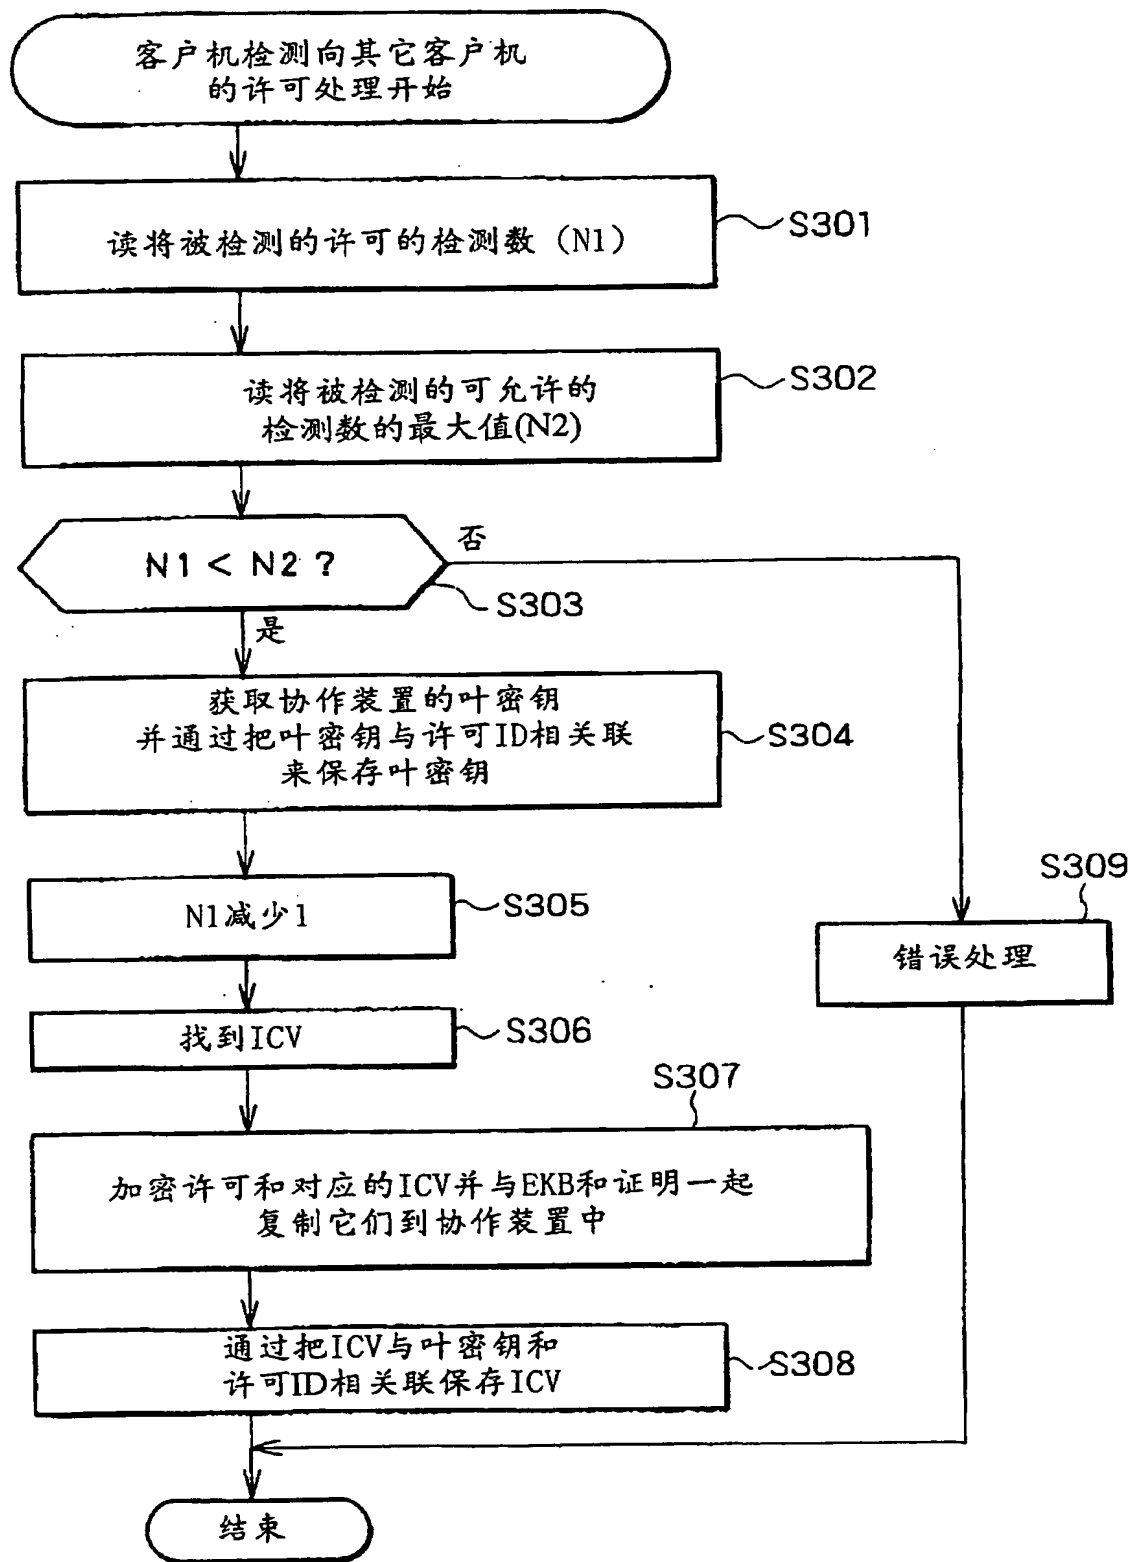 客户机检测向其它客户机
的许可处理开始
读将被检测的许可的检测数（N1）
S301
读将被检测的可允许的
检测数的最大值(N2)
S302
N1 < N2 ?
否
S303
是
获取协作装置的叶密钥
并通过把叶密钥与许可ID相关联
来保存叶密钥
S304
N1减少1
S305
S309
错误处理
找到ICV
S306
S307
加密许可和对应的ICV并与EKB和证明一起
复制它们到协作装置中
通过把ICV与叶密钥和
许可ID相关联保存ICV
S308
结束